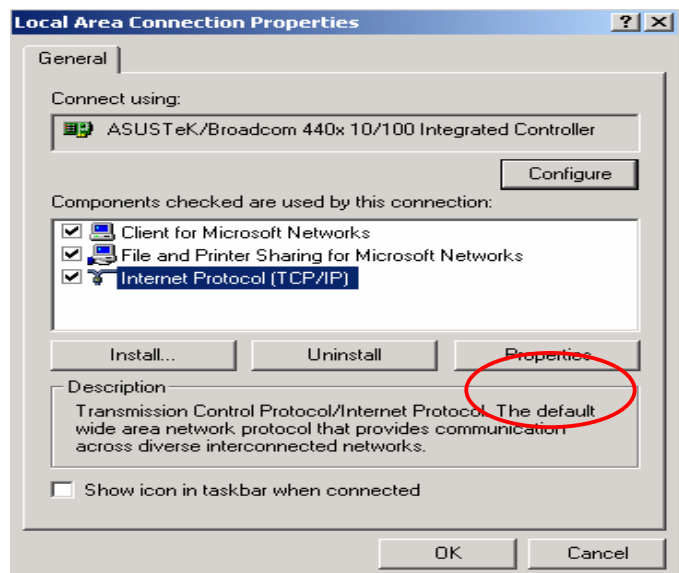 Local Area Connection Properties
General
Connect using:
ASUSTeK/Broadcom 440x 10/100 Integrated Controller
Configure
Components checked are used by this connection:
Client for Microsoft Networks
File and Printer Sharing for Microsoft Networks
Internet Protocol (TCP/IP)
Install... Uninstall Properties
Description
Transmission Control Protocol/Internet Protocol. The default
wide area network protocol that provides communication
across diverse interconnected networks.
Show icon in taskbar when connected
OK Cancel